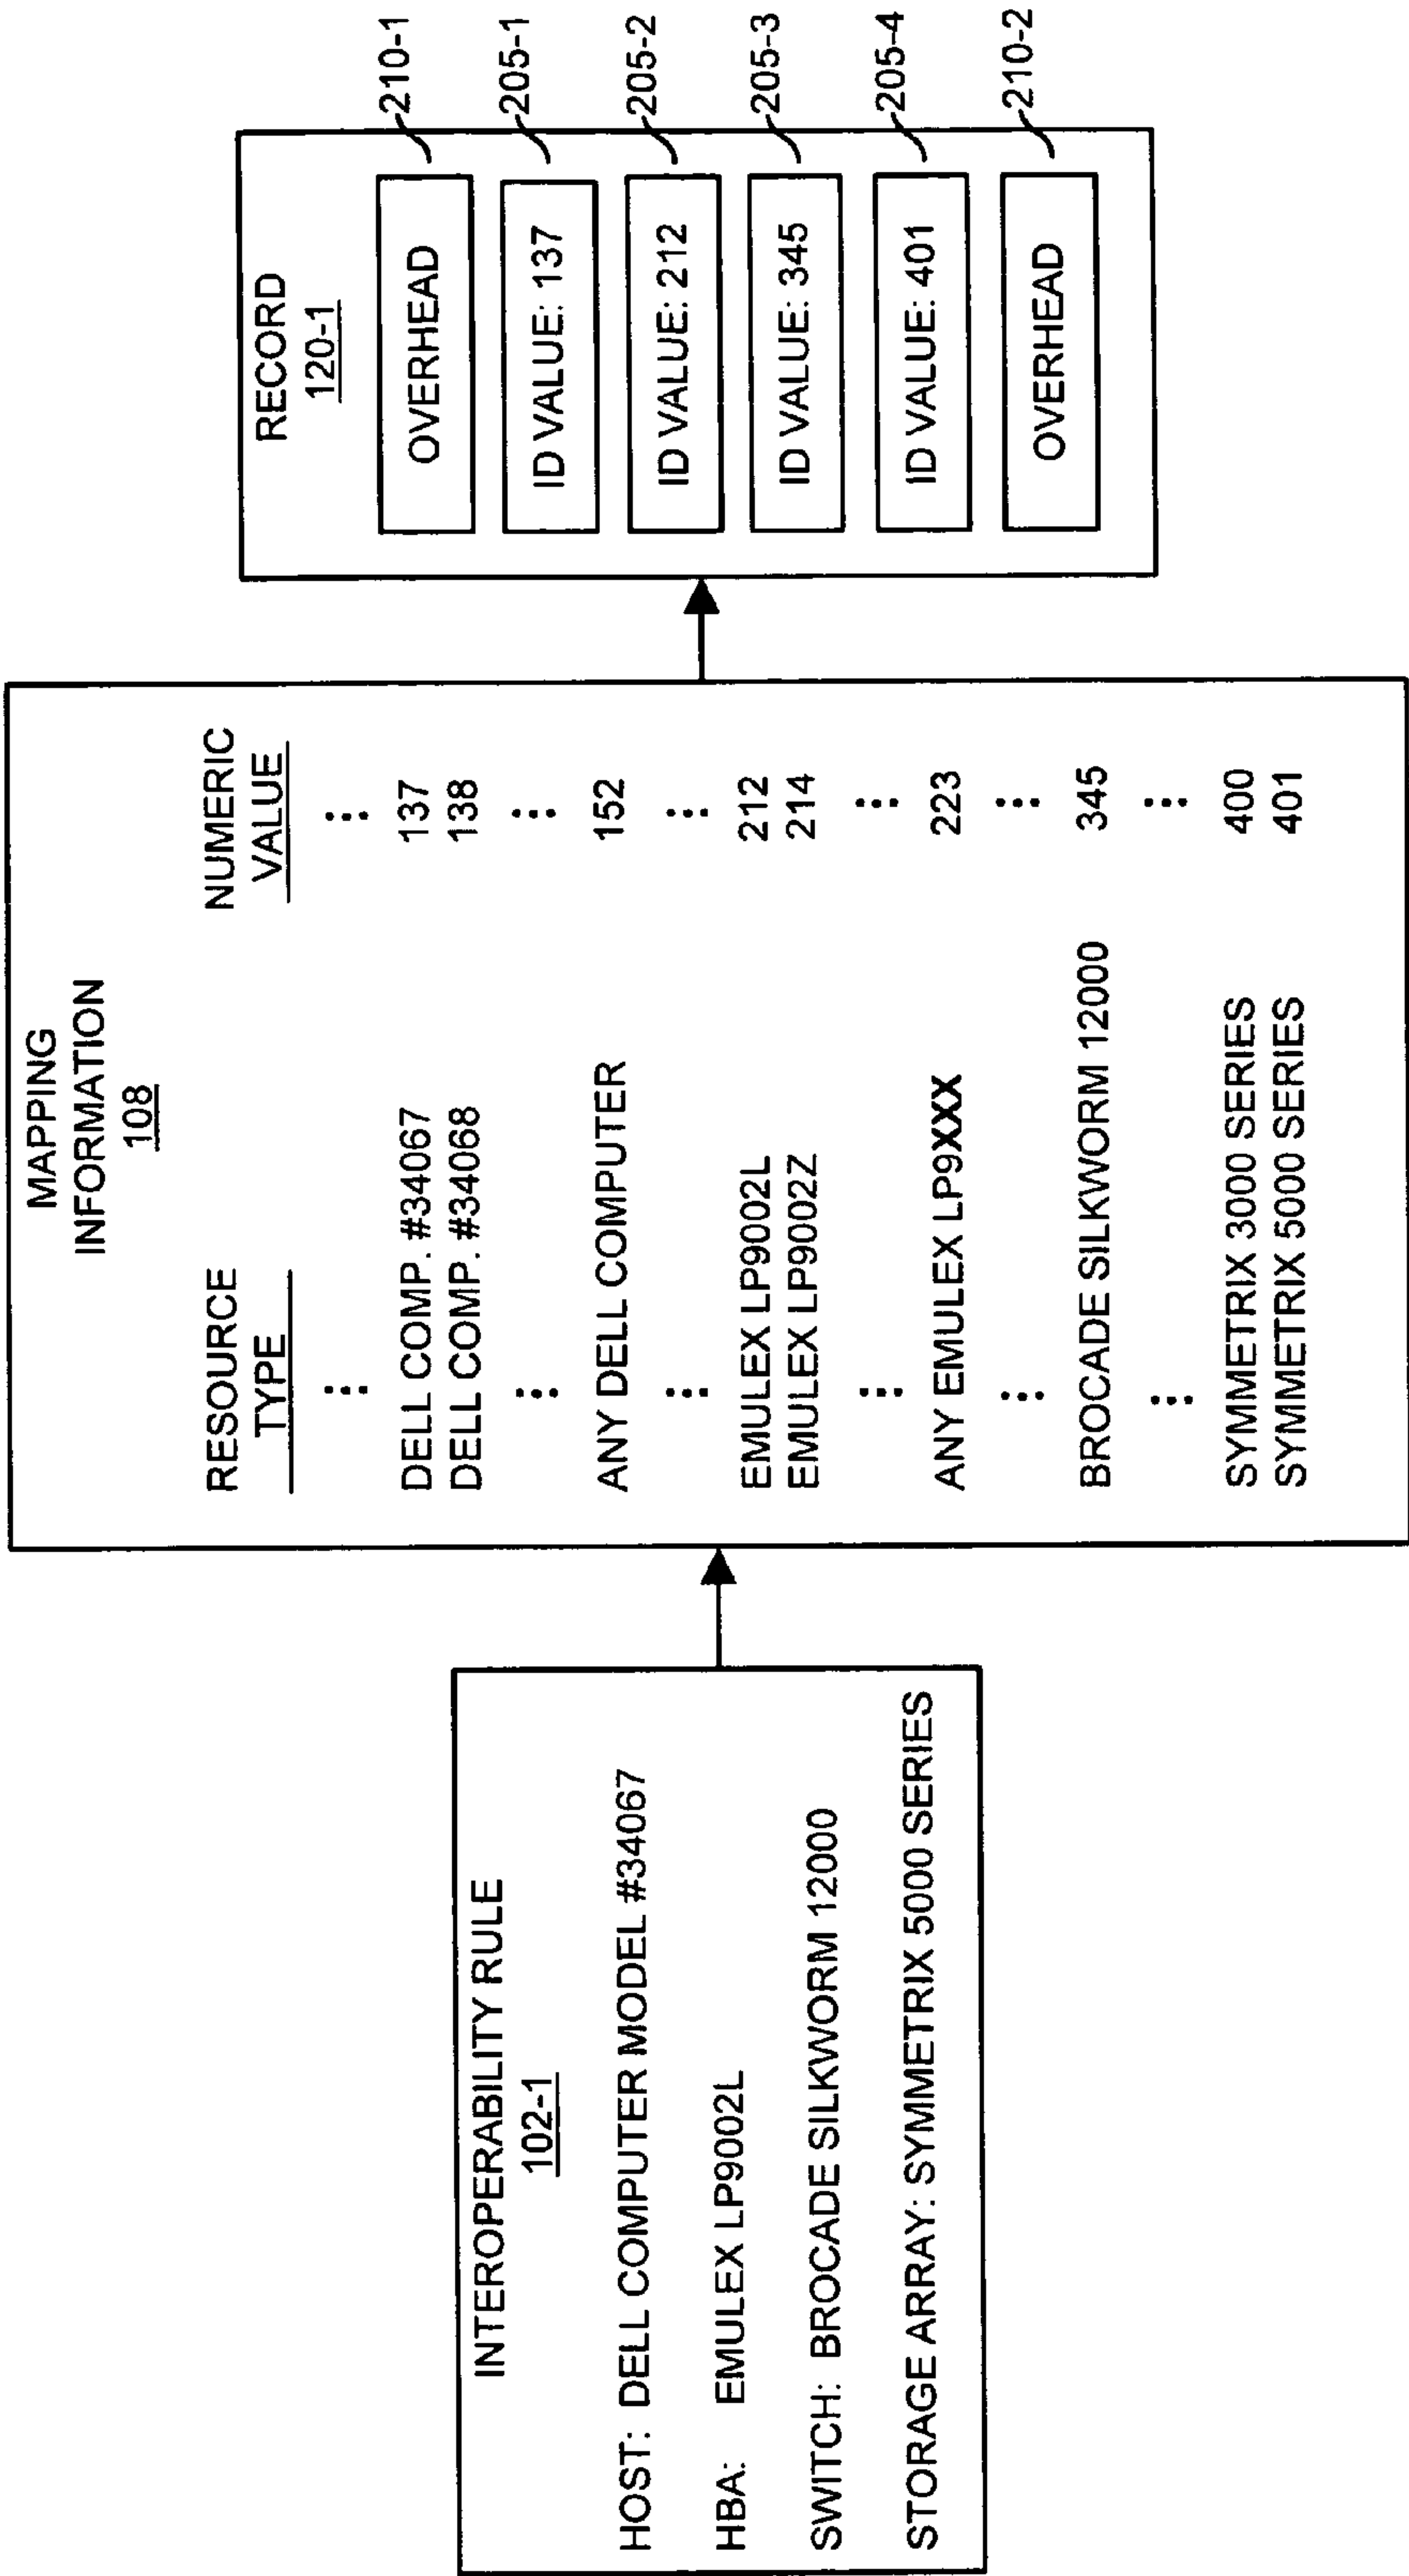 INTEROPERABILITY RULE
102-1
HOST: DELL COMPUTER MODEL #34067
HBA: EMULEX LP9002L
SWITCH: BROCADE SILKWORM 12000
STORAGE ARRAY: SYMMETRIX 5000 SERIES
MAPPING
INFORMATION
108
RESOURCE
TYPE
NUMERIC
VALUE
DELL COMP. #34067 137
DELL COMP. #34068 138
ANY DELL COMPUTER 152
EMULEX LP9002L 212
EMULEX LP9002Z 214
ANY EMULEX LP9XXX 223
BROCADE SILKWORM 12000 345
SYMMETRIX 3000 SERIES 400
SYMMETRIX 5000 SERIES 401
RECORD
120-1
OVERHEAD 210-1
ID VALUE: 137 205-1
ID VALUE: 212 205-2
ID VALUE: 345 205-3
ID VALUE: 401 205-4
OVERHEAD 210-2